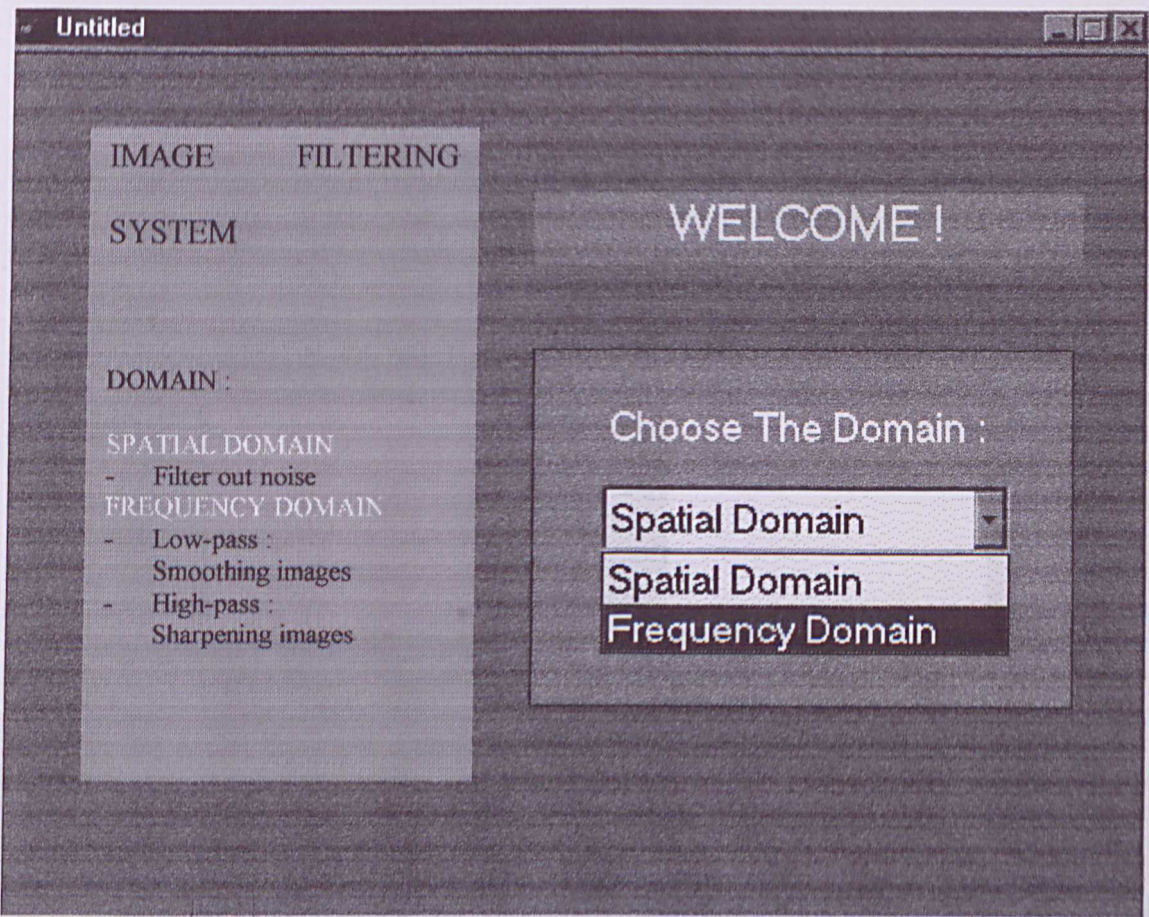 Untitled
IMAGE FILTERING
SYSTEM
DOMAIN :
SPATIAL DOMAIN
- Filter out noise
FREQUENCY DOMAIN
- Low-pass :
Smoothing images
- High-pass :
Sharpening images
WELCOME !
Choose The Domain :
Spatial Domain
Spatial Domain
Frequency Domain